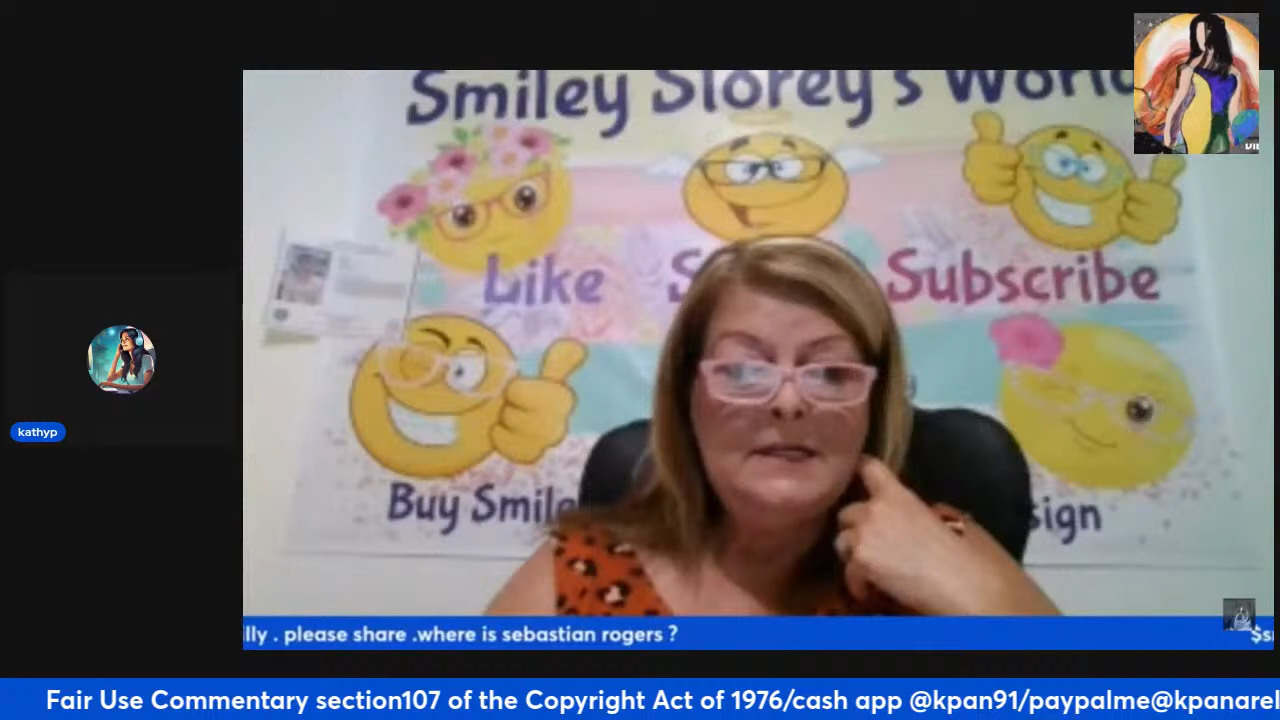 Smiley Storey's World
Like S Subscribe
Buy Smile sign
kathyp
lly . please share .where is sebastian rogers ?
Fair Use Commentary section107 of the Copyright Act of 1976/cash app @kpan91/paypalme@kpanarel